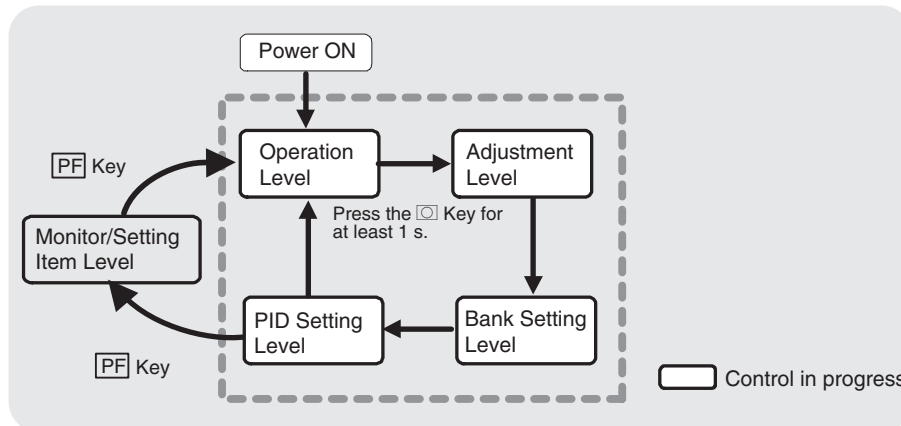 Power ON
Operation
Level
Adjustment
Level
PF Key
Press the O Key for
at least 1 s.
Monitor/Setting
Item Level
PID Setting
Level
Bank Setting
Level
PF Key
Control in progress